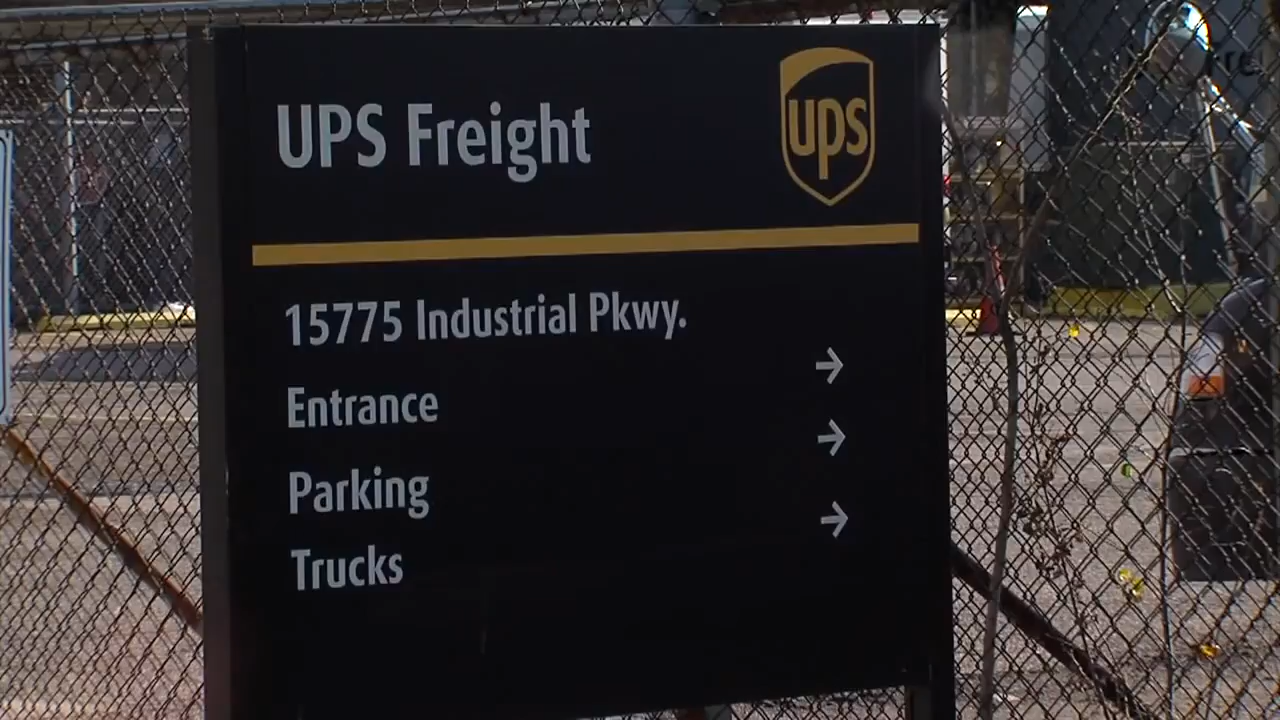 UPS Freight
ups
15775 Industrial Pkwy.
Entrance
→
Parking
→
Trucks
→